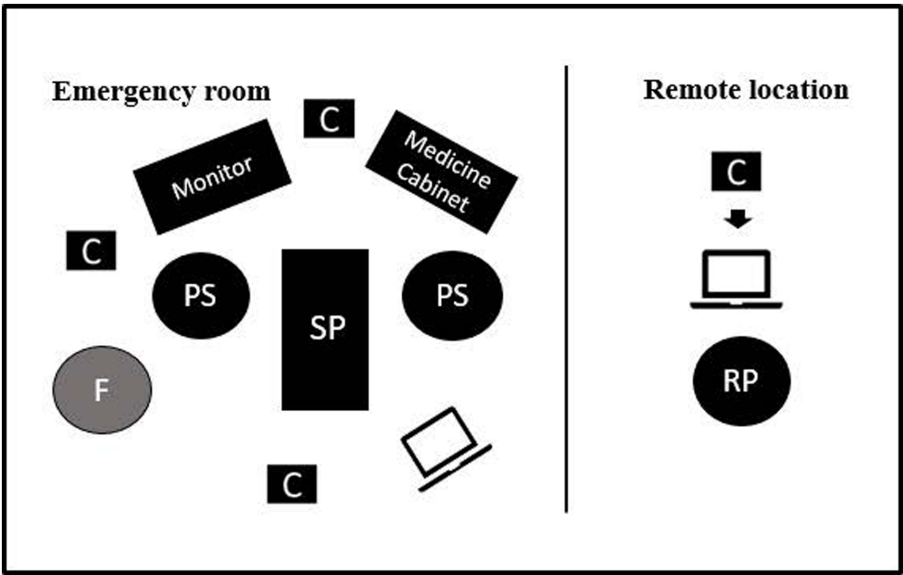 Emergency room
C
Monitor
Medicine
Cabinet
C
PS
SP
PS
F
C
Remote location
C
RP